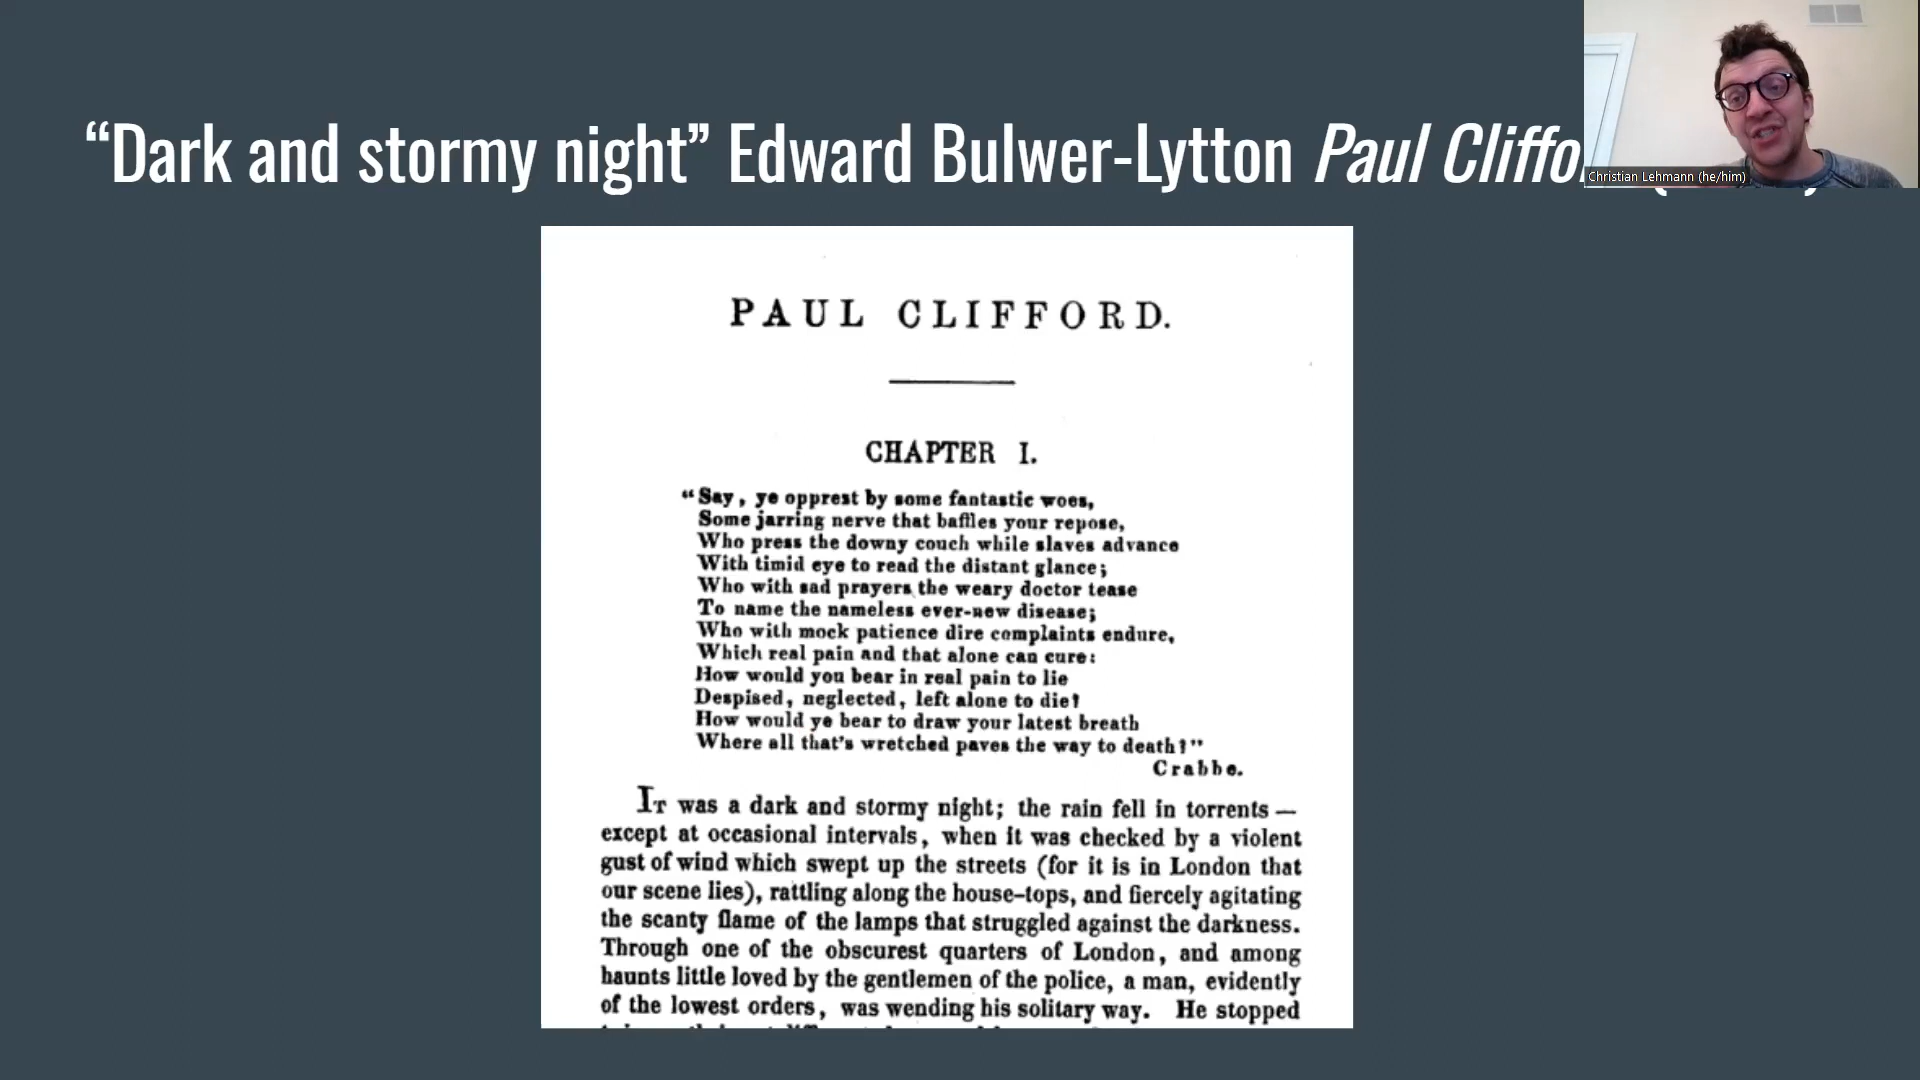 “Dark and stormy night” Edward Bulwer-Lytton Paul Cliffo
Christian Lehmann (he/him)
PAUL CLIFFORD.
CHAPTER I.
“Say, ye opprest by some fantastic woes,
Some jarring nerve that baffles your repose,
Who press the downy couch while slaves advance
With timid eye to read the distant glance;
Who with sad prayers the weary doctor tease
To name the nameless ever-new disease;
Who with mock patience dire complaints endure,
Which real pain and that alone can cure:
How would you bear in real pain to lie
Despised, neglected, left alone to die?
How would ye bear to draw your latest breath
Where all that's wretched paves the way to death?”
Crabbe.
IT was a dark and stormy night; the rain fell in torrents —
except at occasional intervals, when it was checked by a violent
gust of wind which swept up the streets (for it is in London that
our scene lies), rattling along the house-tops, and fiercely agitating
the scanty flame of the lamps that struggled against the darkness.
Through one of the obscurest quarters of London, and among
haunts little loved by the gentlemen of the police, a man, evidently
of the lowest orders, was wending his solitary way. He stopped